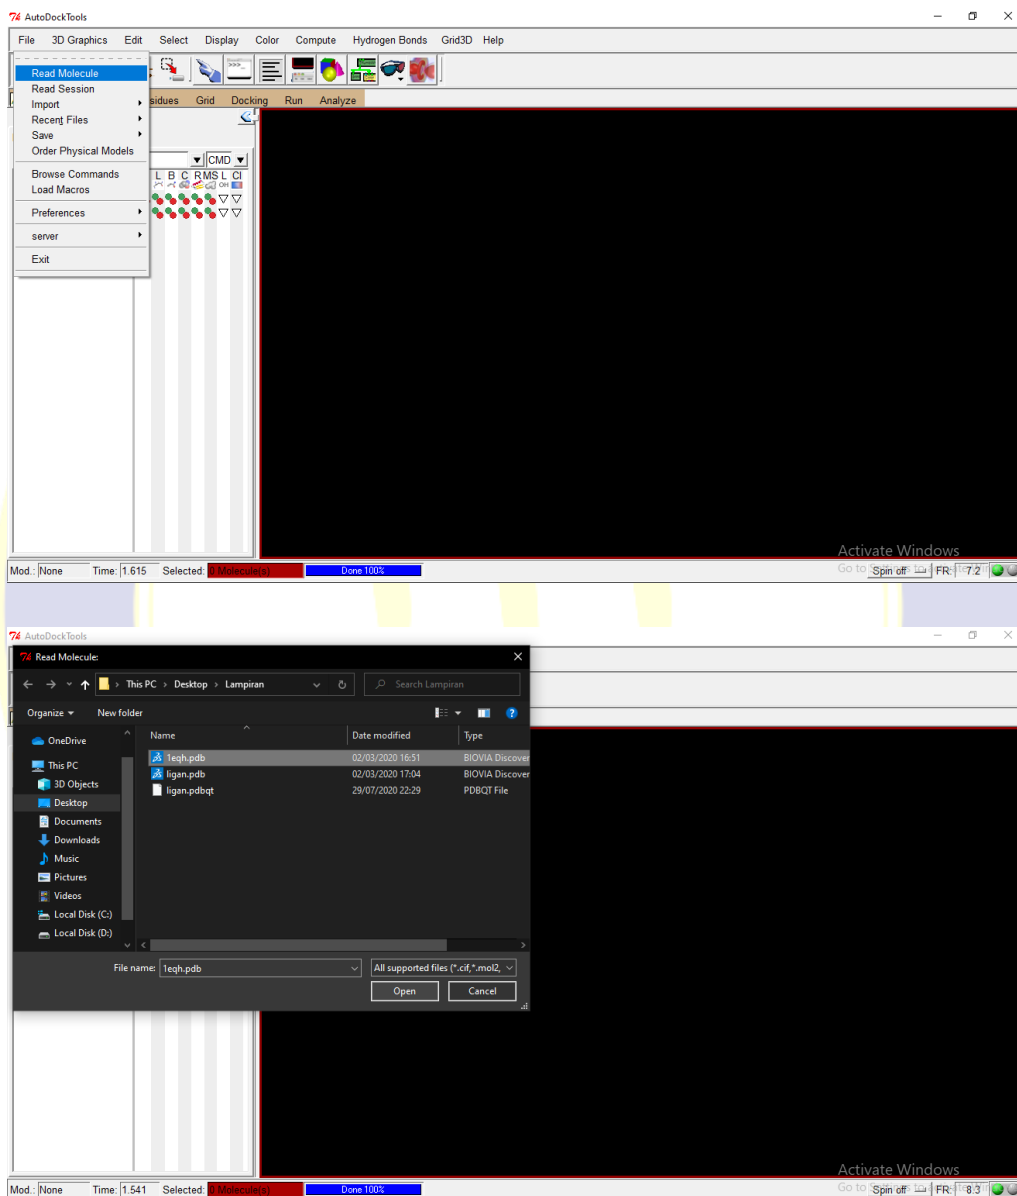 AutoDockTools
File 3D Graphics Edit Select Display Color Compute Hydrogen Bonds Grid3D Help
Read Molecule
Read Session
Import
Recent Files
Save
Order Physical Models
Browse Commands
Load Macros
Preferences
server
Exit
sidues Grid Docking Run Analyze
CMD
L B C R MS L Cl
OH
Activate Windows
Mod.: None Time: 1.615 Selected: 0 Molecule(s) Done 100% Go to Spin off FR: 7.2
AutoDockTools
Read Molecule:
This PC Desktop Lampiran Search Lampiran
Organize New folder
Name Date modified Type
OneDrive
This PC
3D Objects
Desktop
Documents
Downloads
Music
Pictures
Videos
Local Disk (C:)
Local Disk (D:)
1eqh.pdb 02/03/2020 16:51 BIOVIA Discover
ligan.pdb 02/03/2020 17:04 BIOVIA Discover
ligan.pdbqt 29/07/2020 22:29 PDBQT File
File name: 1eqh.pdb All supported files (*.cif,*.mol2,
Open Cancel
Activate Windows
Mod.: None Time: 1.541 Selected: 0 Molecule(s) Done 100% Go to Spin off FR: 8.3